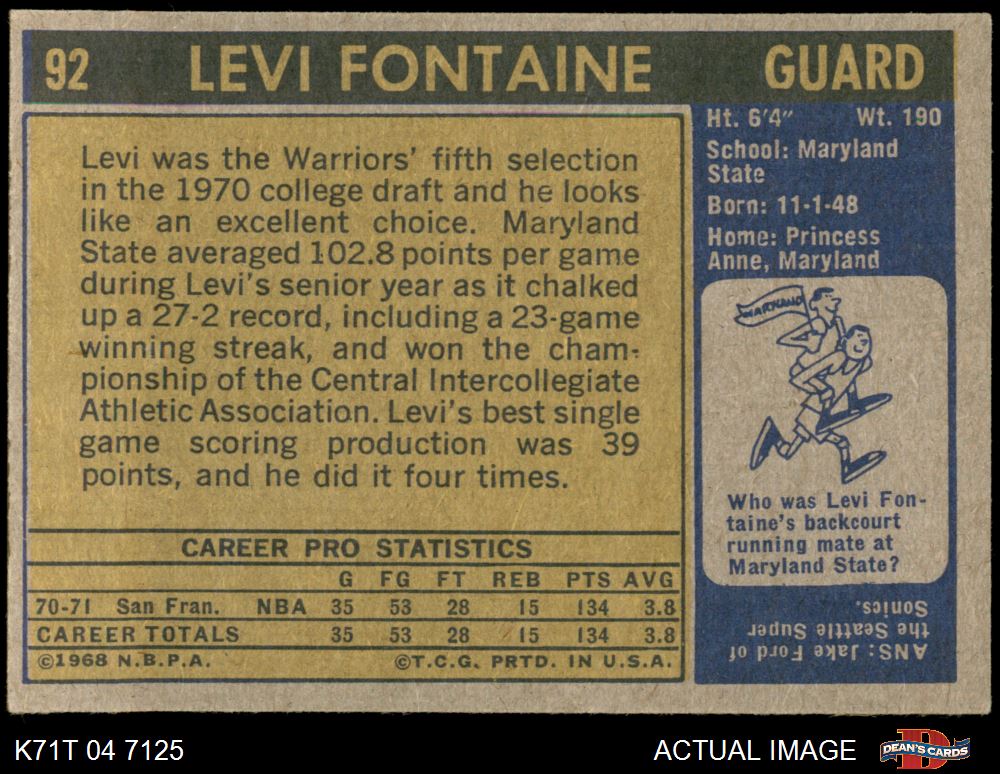 92 LEVI FONTAINE GUARD
Levi was the Warriors' fifth selection
in the 1970 college draft and he looks
like an excellent choice. Maryland
State averaged 102.8 points per game
during Levi's senior year as it chalked
up a 27-2 record, including a 23-game
winning streak, and won the cham-
pionship of the Central Intercollegiate
Athletic Association. Levi's best single
game scoring production was 39
points, and he did it four times.
CAREER PRO STATISTICS
G FG FT REB PTS AVG
70-71 San Fran. NBA 35 53 28 15 134 3.8
CAREER TOTALS 35 53 28 15 134 3.8
©1968 N.B.P.A. ©T.C.G. PRTD. IN U.S.A.
Ht. 6'4" Wt. 190
School: Maryland
State
Born: 11-1-48
Home: Princess
Anne, Maryland
MARYLAND
Who was Levi Fon-
taine's backcourt
running mate at
Maryland State?
ANS: Jake Ford of
the Seattle Super
Sonics.
K71T 04 7125 ACTUAL IMAGE DEAN'S CARDS